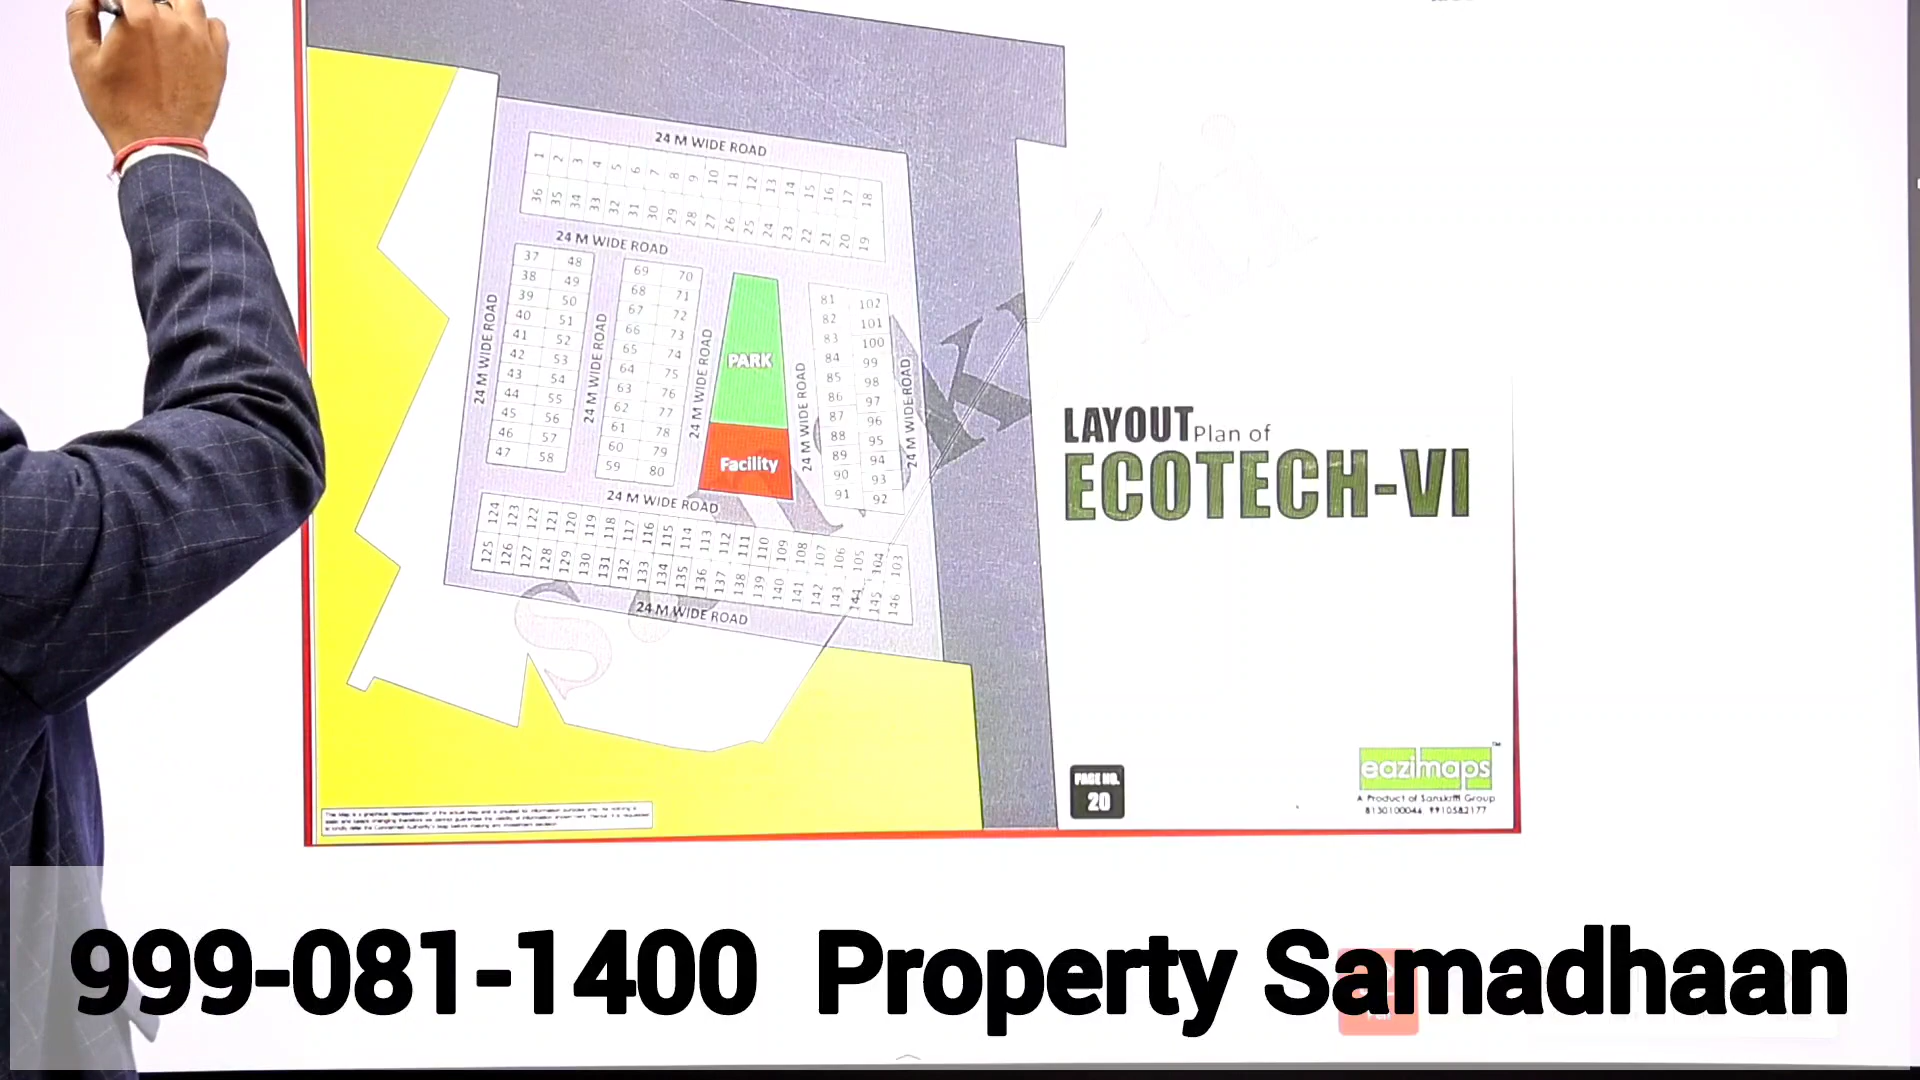 24 M WIDE ROAD
1 2 3 4 5 6 7 8 9 10 11 12 13 14 15 16 17 18
36 35 34 33 32 31 30 29 28 27 26 25 24 23 22 21 20 19
24 M WIDE ROAD
37 48
38 49
39 50
40 51
41 52
42 53
43 54
44 55
45 56
46 57
47 58
69 70
68 71
67 72
66 73
65 74
64 75
63 76
62 77
61 78
60 79
59 80
81 102
82 101
83 100
84 99
85 98
86 97
87 96
88 95
89 94
90 93
91 92
24 M WIDE ROAD
24 M WIDE ROAD
24 M WIDE ROAD
24 M WIDE ROAD
24 M WIDE ROAD
PARK
Facility
24 M WIDE ROAD
124 123 122 121 120 119 118 117 116 115 114 113 112 111 110 109 108 107 106 105 104 103
125 126 127 128 129 130 131 132 133 134 135 136 137 138 139 140 141 142 143 144 145 146
24 M WIDE ROAD
LAYOUT Plan of
ECOTECH-VI
PAGE NO.
20
eazimaps™
A Product of Sanskriti Group
8130100044 9910582177
999-081-1400 Property Samadhaan